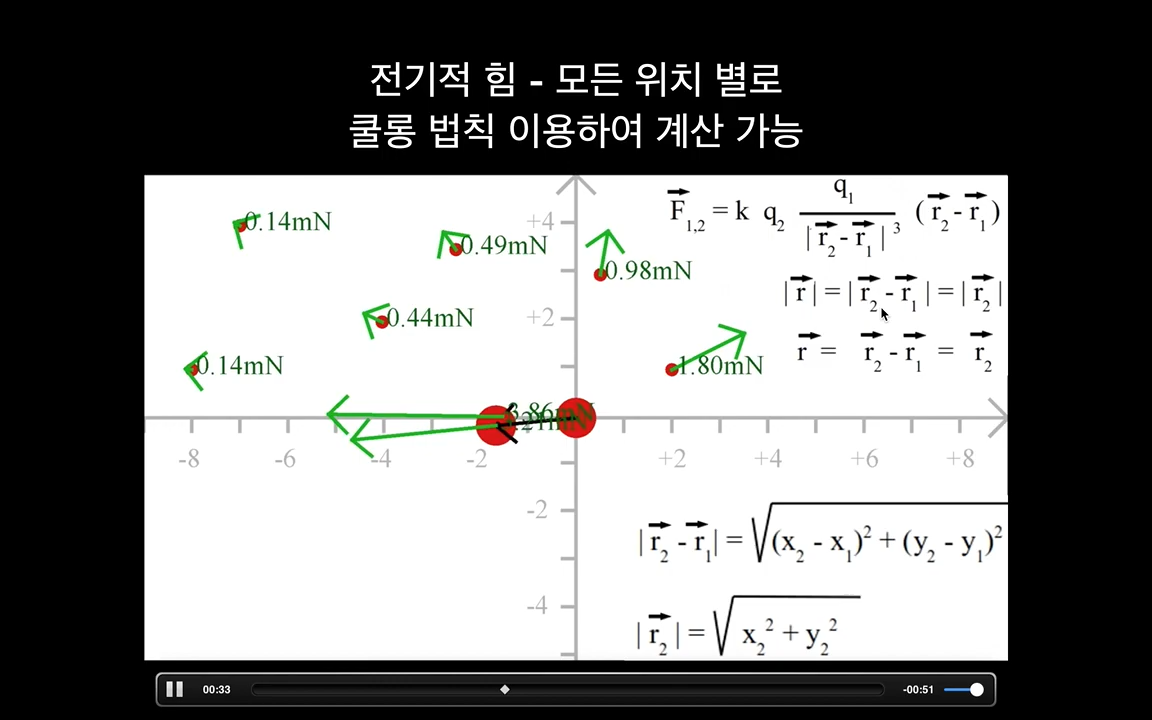 전기적 힘 - 모든 위치 별로
쿨롱 법칙 이용하여 계산 가능
F1,2 = k q2 q1 / | r2 - r1 |³ ( r2 - r1 )
0.14mN
+4
0.49mN
0.98mN
| r | = | r2 - r1 | = | r2 |
0.44mN
+2
r = r2 - r1 = r2
0.14mN
1.80mN
-8 -6 -4 -2 +2 +4 +6 +8
-2
| r2 - r1 | = √(x2 - x1)² + (y2 - y1)²
-4
| r2 | = √x2² + y2²
00:33
-00:51